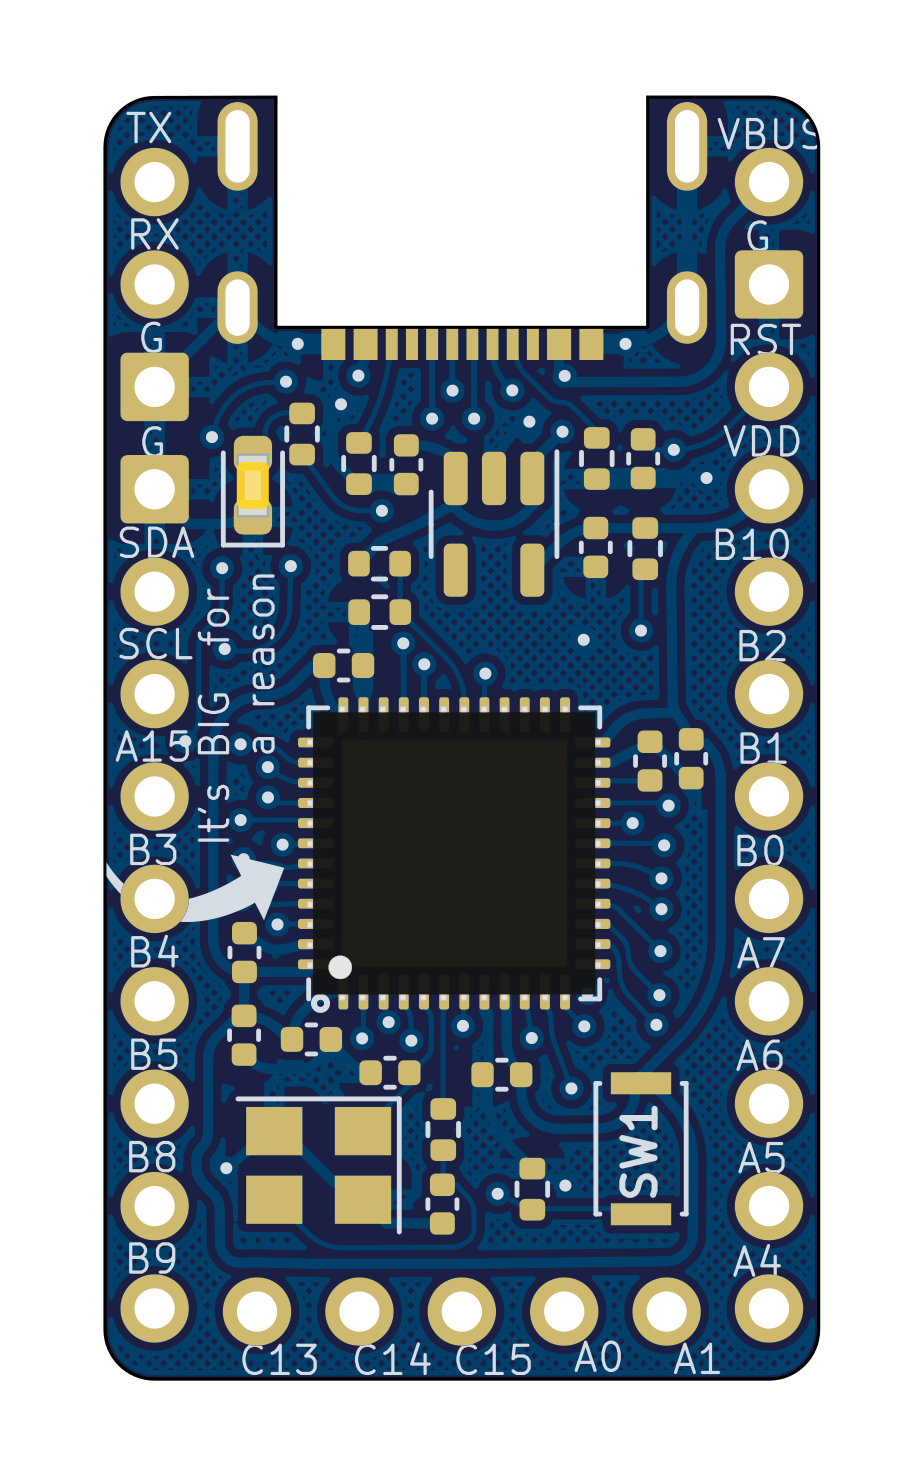 TX
RX
G
G
SDA
SCL
A15
B3
B4
B5
B8
B9
It's BIG for
a reason
VBUS
G
RST
VDD
B10
B2
B1
B0
A7
A6
A5
A4
SW1
C13
C14
C15
A0
A1